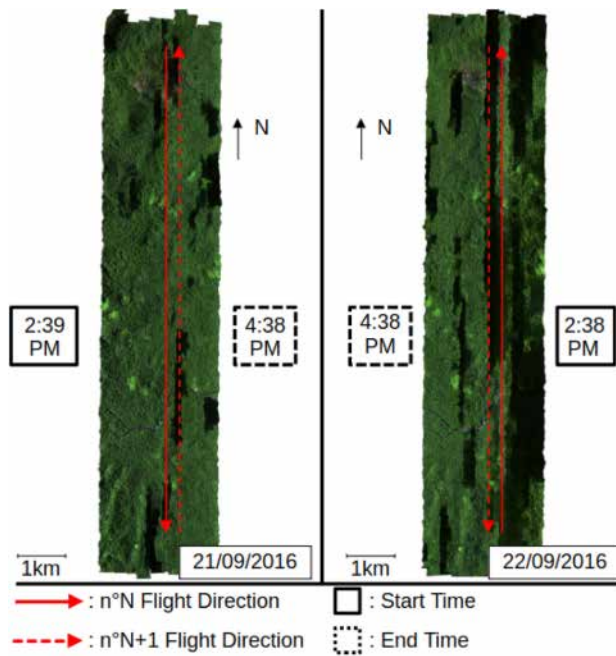 N
2:39
PM
4:38
PM
1km
21/09/2016
N
4:38
PM
2:38
PM
1km
22/09/2016
: n°N Flight Direction
: Start Time
: n°N+1 Flight Direction
: End Time